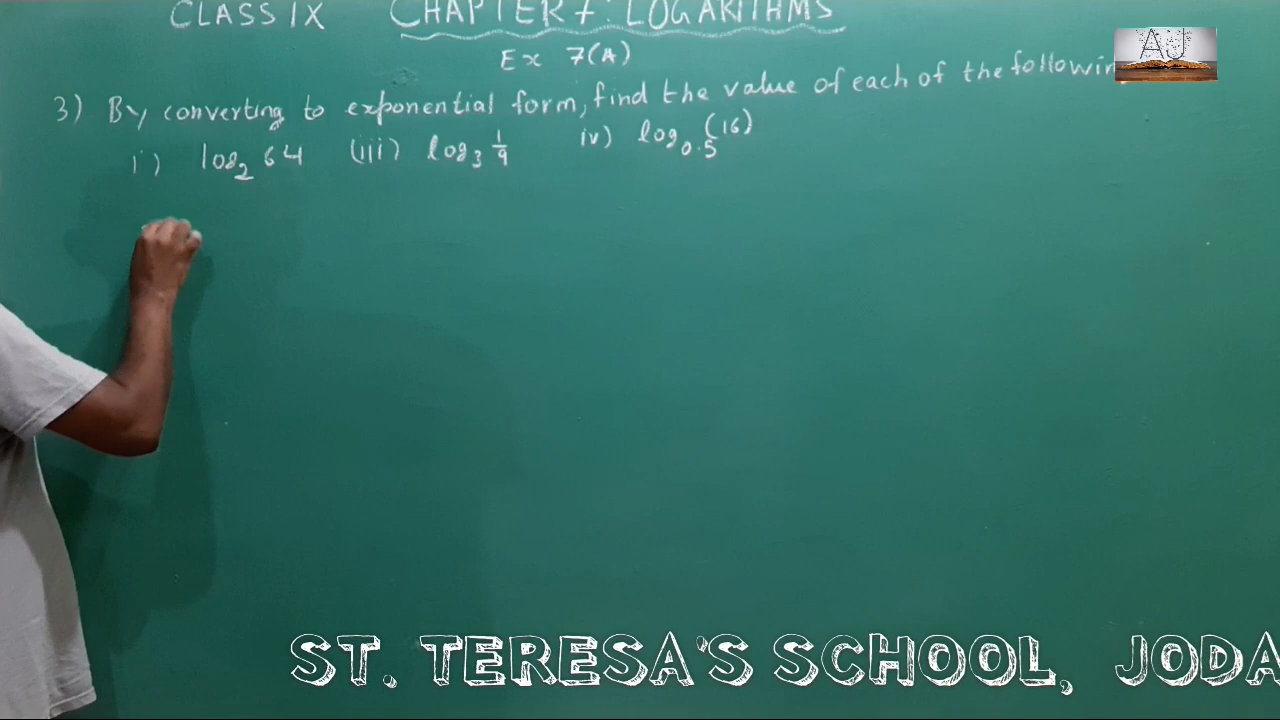 CLASS IX CHAPTER 7: LOGARITHMS
Ex 7(A)
AJ
3) By converting to exponential form, find the value of each of the following
i) log₂ 64 (iii) log₃ 1/9 iv) log₀.₅ (16)
ST. TERESA'S SCHOOL, JODA